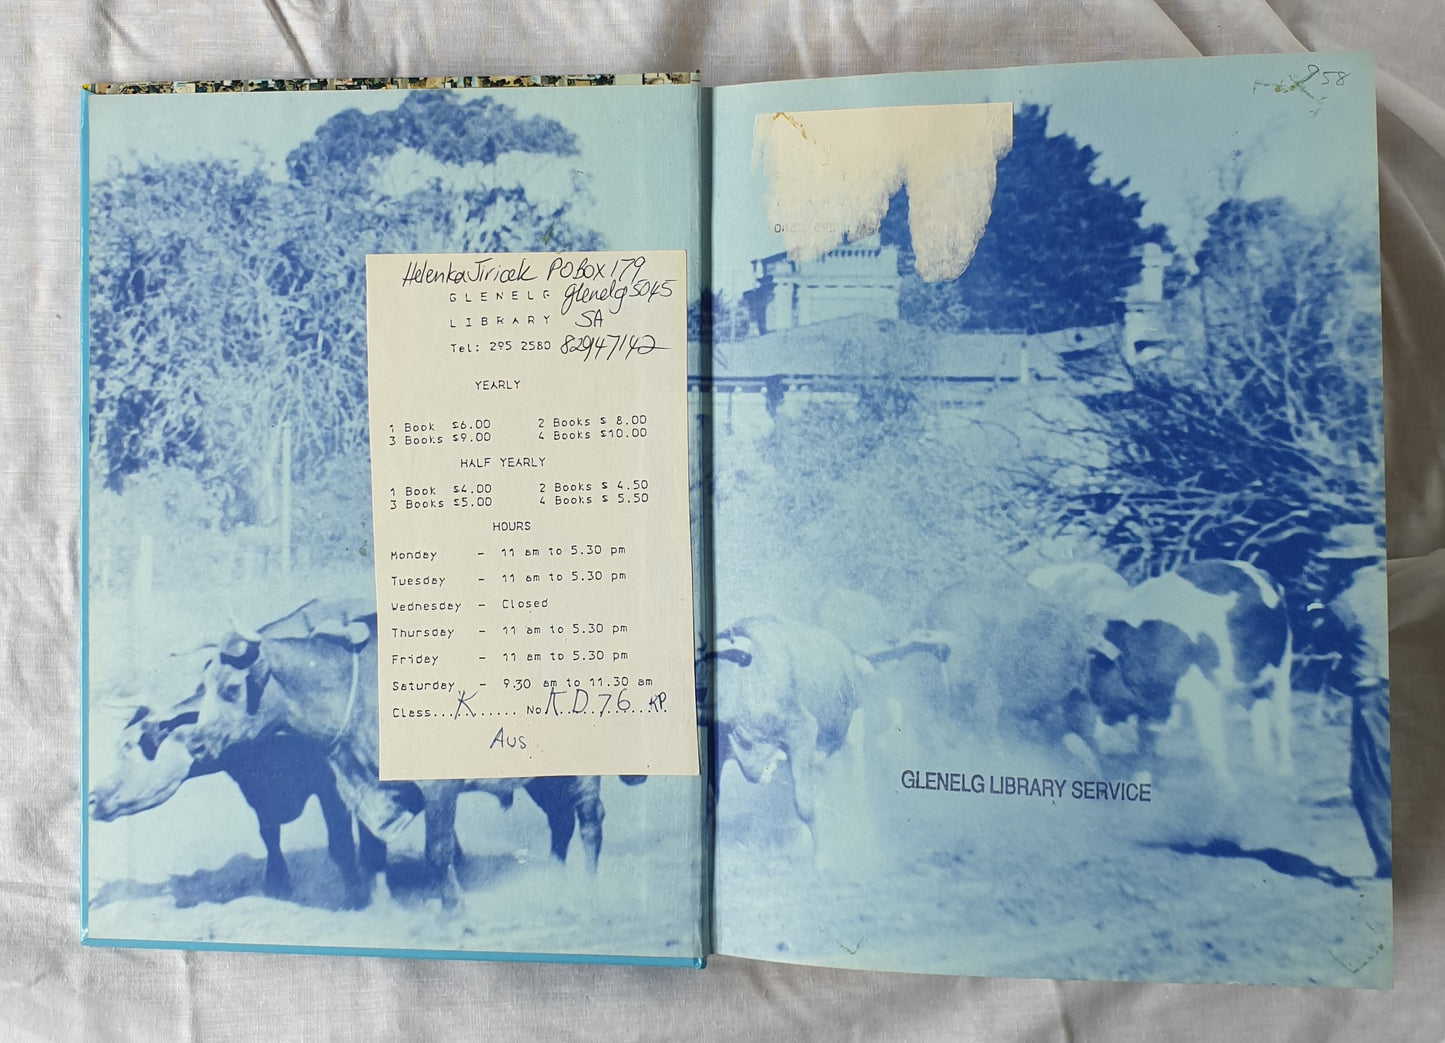 Helenka Jiricek PO BOX 179
GLENELG Glenelg 5045
LIBRARY SA
Tel: 295 2580 82947142
YEARLY
1 Book $6.00 2 Books $ 8.00
3 Books $9.00 4 Books $10.00
HALF YEARLY
1 Book $4.00 2 Books $ 4.50
3 Books $5.00 4 Books $ 5.50
HOURS
Monday - 11 am to 5.30 pm
Tuesday - 11 am to 5.30 pm
Wednesday - Closed
Thursday - 11 am to 5.30 pm
Friday - 11 am to 5.30 pm
Saturday - 9.30 am to 11.30 am
Class...K...... No K.D.76....KP.
Aus
GLENELG LIBRARY SERVICE